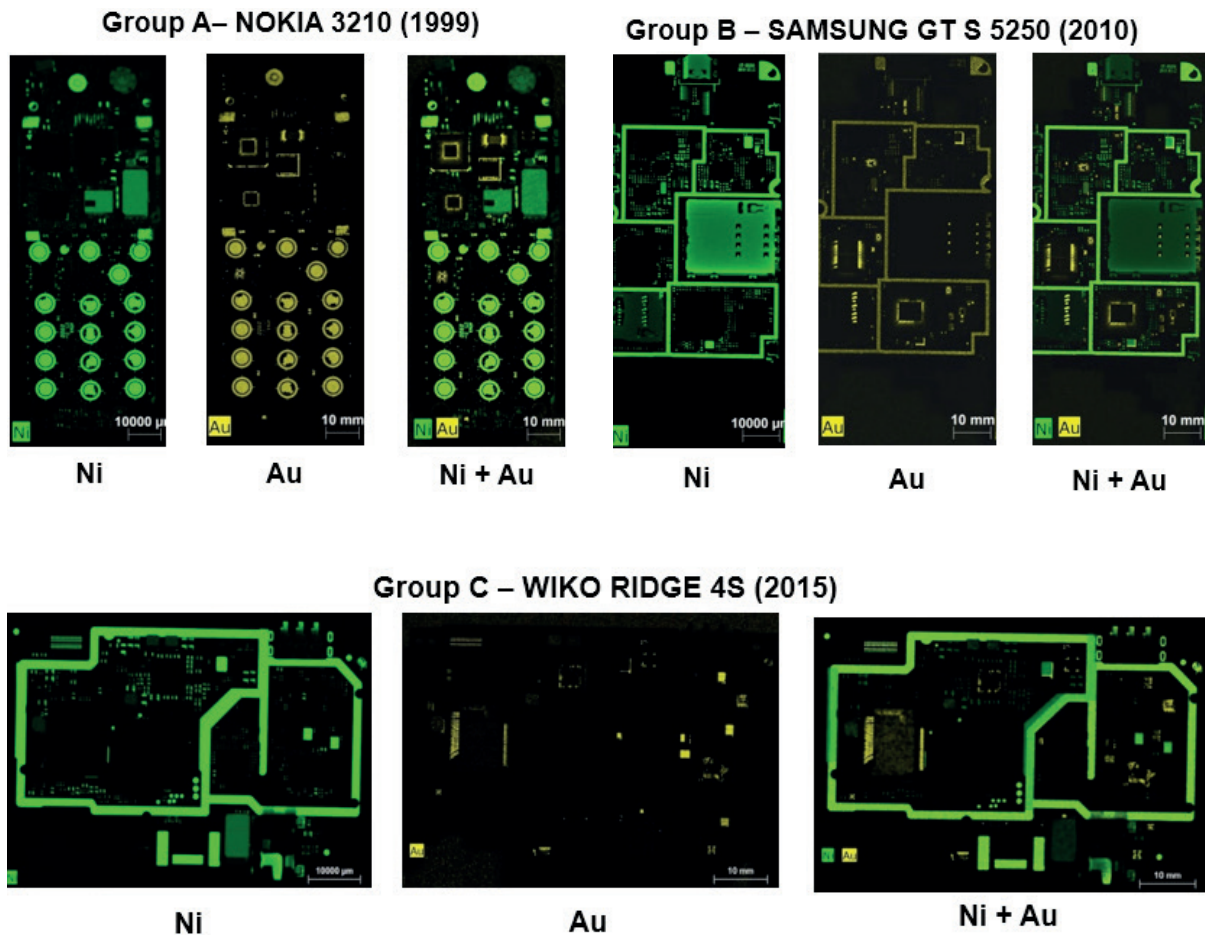 Group A– NOKIA 3210 (1999)
Group B – SAMSUNG GT S 5250 (2010)
Ni 10000 µm
Au 10 mm
Ni Au 10 mm
Ni 10000 µm
Au 10 mm
Ni Au 10 mm
Ni
Au
Ni + Au
Ni
Au
Ni + Au
Group C – WIKO RIDGE 4S (2015)
Ni 10000 µm
Au 10 mm
Ni Au 10 mm
Ni
Au
Ni + Au